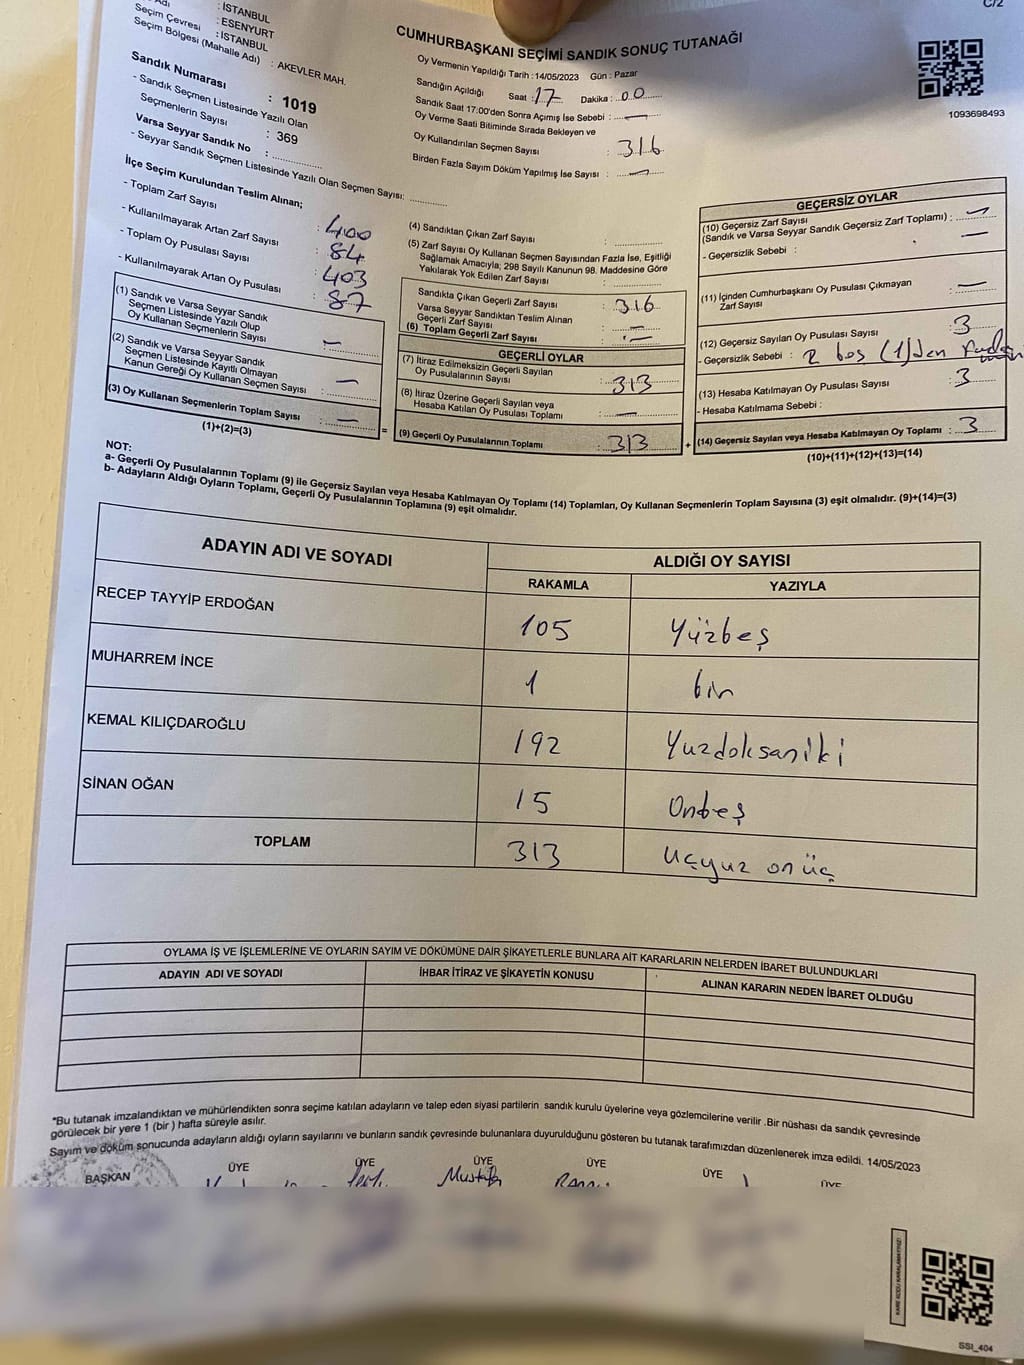 C/2
: İSTANBUL
Seçim Çevresi : ESENYURT
Seçim Bölgesi (Mahalle Adı) : İSTANBUL
: AKEVLER MAH.
CUMHURBAŞKANI SEÇİMİ SANDIK SONUÇ TUTANAĞI
1093698493
Sandık Numarası : 1019
- Sandık Seçmen Listesinde Yazılı Olan
Seçmenlerin Sayısı : 369
Varsa Seyyar Sandık No :
- Seyyar Sandık Seçmen Listesinde Yazılı Olan Seçmen Sayısı:
Oy Vermenin Yapıldığı Tarih : 14/05/2023 Gün : Pazar
Sandığın Açıldığı Saat : 17 Dakika : 00
Sandık Saat 17:00'den Sonra Açımış İse Sebebi : —
Oy Verme Saati Bitiminde Sırada Bekleyen ve
Oy Kullandırılan Seçmen Sayısı : 316
Birden Fazla Sayım Döküm Yapılmış İse Sayısı : —
İlçe Seçim Kurulundan Teslim Alınan;
- Toplam Zarf Sayısı : 400
- Kullanılmayarak Artan Zarf Sayısı : 84
- Toplam Oy Pusulası Sayısı : 403
- Kullanılmayarak Artan Oy Pusulası : 87
(1) Sandık ve Varsa Seyyar Sandık
Seçmen Listesinde Yazılı Olup
Oy Kullanan Seçmenlerin Sayısı : —
(2) Sandık ve Varsa Seyyar Sandık
Seçmen Listesinde Kayıtlı Olmayan
Kanun Gereği Oy Kullanan Seçmen Sayısı : —
(3) Oy Kullanan Seçmenlerin Toplam Sayısı : —
(1)+(2)=(3)
=
(4) Sandıktan Çıkan Zarf Sayısı :
(5) Zarf Sayısı Oy Kullanan Seçmen Sayısından Fazla İse, Eşitliği
Sağlamak Amacıyla; 298 Sayılı Kanunun 98. Maddesine Göre
Yakılarak Yok Edilen Zarf Sayısı :
Sandıkta Çıkan Geçerli Zarf Sayısı : 316
Varsa Seyyar Sandıktan Teslim Alınan
Geçerli Zarf Sayısı : —
(6) Toplam Geçerli Zarf Sayısı : —
GEÇERLİ OYLAR
(7) İtiraz Edilmeksizin Geçerli Sayılan
Oy Pusulalarının Sayısı : 313
(8) İtiraz Üzerine Geçerli Sayılan veya
Hesaba Katılan Oy Pusulası Toplamı : —
(9) Geçerli Oy Pusulalarının Toplamı : 313
+
GEÇERSİZ OYLAR
(10) Geçersiz Zarf Sayısı
(Sandık ve Varsa Seyyar Sandık Geçersiz Zarf Toplamı) : —
- Geçersizlik Sebebi : —
(11) İçinden Cumhurbaşkanı Oy Pusulası Çıkmayan
Zarf Sayısı : —
(12) Geçersiz Sayılan Oy Pusulası Sayısı : 3
- Geçersizlik Sebebi : 2 boş (1)'den
(13) Hesaba Katılmayan Oy Pusulası Sayısı : 3
- Hesaba Katılmama Sebebi :
(14) Geçersiz Sayılan veya Hesaba Katılmayan Oy Toplamı : 3
(10)+(11)+(12)+(13)=(14)
NOT:
a- Geçerli Oy Pusulalarının Toplamı (9) ile Geçersiz Sayılan veya Hesaba Katılmayan Oy Toplamı (14) Toplamları, Oy Kullanan Seçmenlerin Toplam Sayısına (3) eşit olmalıdır. (9)+(14)=(3)
b- Adayların Aldığı Oyların Toplamı, Geçerli Oy Pusulalarının Toplamına (9) eşit olmalıdır.
ADAYIN ADI VE SOYADI ALDIĞI OY SAYISI
RAKAMLA YAZIYLA
RECEP TAYYİP ERDOĞAN 105 Yüzbeş
MUHARREM İNCE 1 bir
KEMAL KILIÇDAROĞLU 192 Yuzdoksaniki
SİNAN OĞAN 15 Onbeş
TOPLAM 313 uçyuz onüç
OYLAMA İŞ VE İŞLEMLERİNE VE OYLARIN SAYIM VE DÖKÜMÜNE DAİR ŞİKAYETLERLE BUNLARA AİT KARARLARIN NELERDEN İBARET BULUNDUKLARI
ADAYIN ADI VE SOYADI İHBAR İTİRAZ VE ŞİKAYETİN KONUSU ALINAN KARARIN NEDEN İBARET OLDUĞU
*Bu tutanak imzalandıktan ve mühürlendikten sonra seçime katılan adayların ve talep eden siyasi partilerin sandık kurulu üyelerine veya gözlemcilerine verilir .Bir nüshası da sandık çevresinde
görülecek bir yere 1 (bir ) hafta süreyle asılır.
Sayım ve döküm sonucunda adayların aldığı oyların sayılarını ve bunların sandık çevresinde bulunanlara duyurulduğunu gösteren bu tutanak tarafımızdan düzenlenerek imza edildi. 14/05/2023
BAŞKAN ÜYE ÜYE ÜYE ÜYE ÜYE ÜYE
Mustafa
KARE KODU KARALAMAYINIZ!
SSI_404